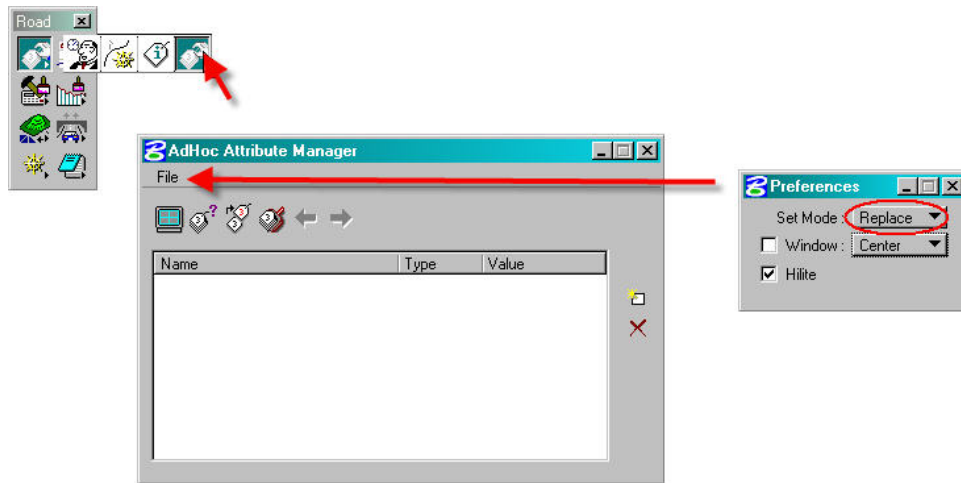 Road
AdHoc Attribute Manager
File
Name Type Value
Preferences
Set Mode : Replace
Window : Center
Hilite